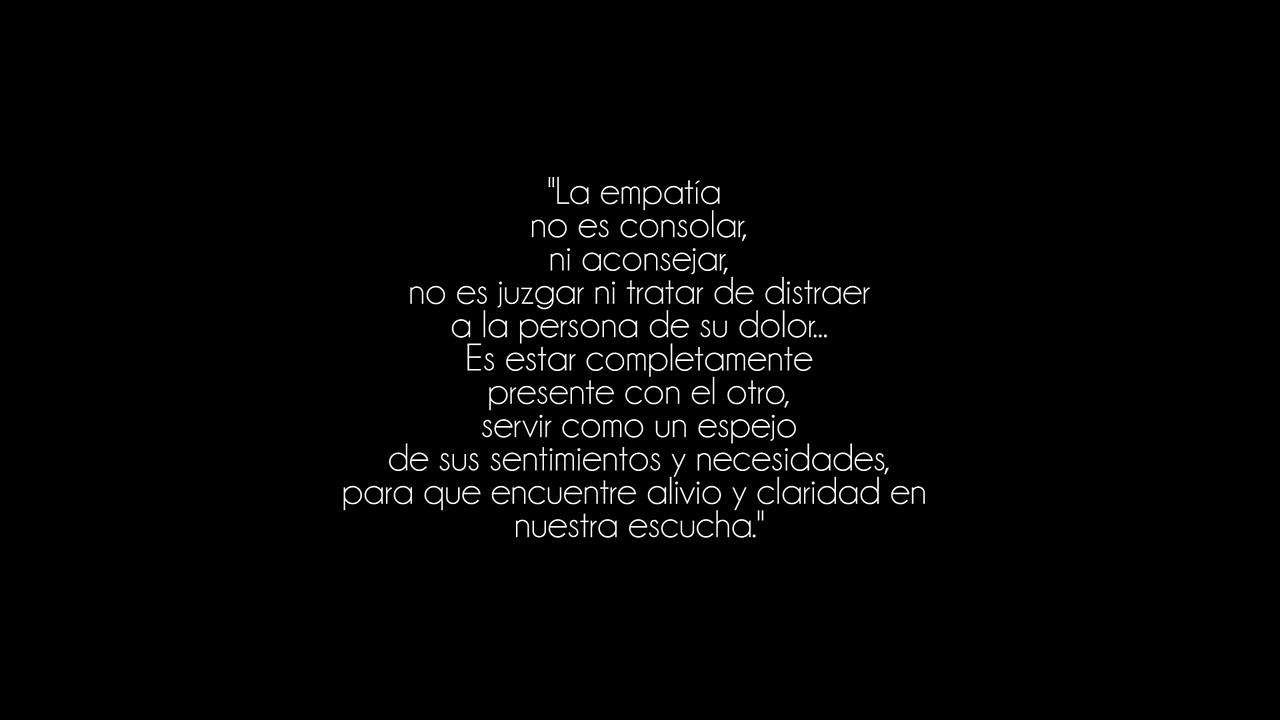 "La empatía
no es consolar,
ni aconsejar,
no es juzgar ni tratar de distraer
a la persona de su dolor...
Es estar completamente
presente con el otro,
servir como un espejo
de sus sentimientos y necesidades,
para que encuentre alivio y claridad en
nuestra escucha."